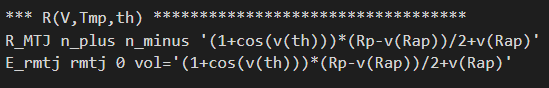 *** R(V,Tmp,th) **********************************
R_MTJ n_plus n_minus '(1+cos(v(th)))*(Rp-v(Rap))/2+v(Rap)'
E_rmtj rmtj 0 vol='(1+cos(v(th)))*(Rp-v(Rap))/2+v(Rap)'